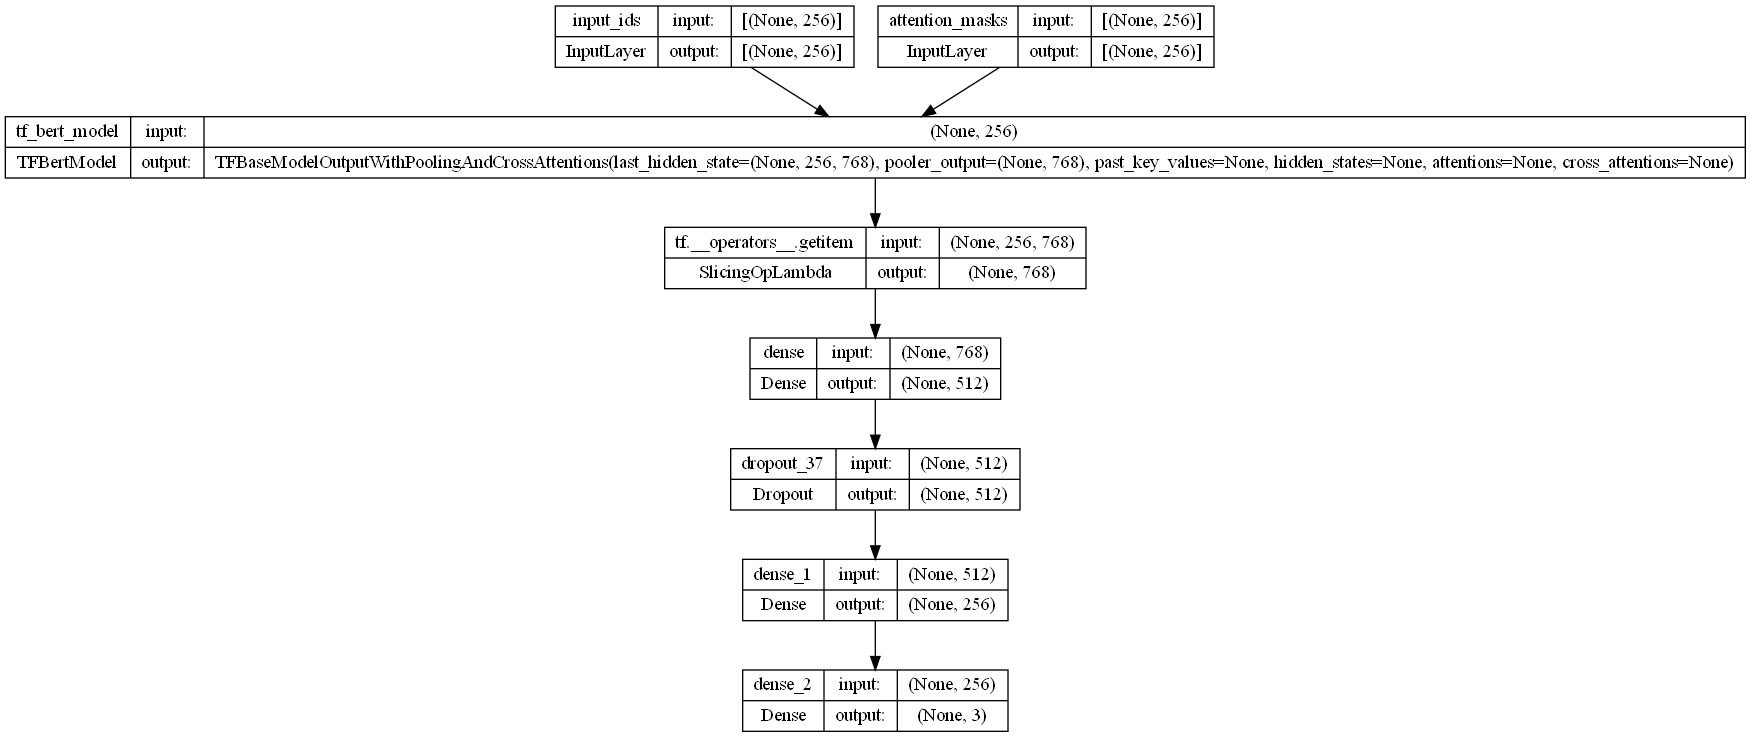 input_ids input: [(None, 256)]
InputLayer output: [(None, 256)]
attention_masks input: [(None, 256)]
InputLayer output: [(None, 256)]
tf_bert_model input: (None, 256)
TFBertModel output: TFBaseModelOutputWithPoolingAndCrossAttentions(last_hidden_state=(None, 256, 768), pooler_output=(None, 768), past_key_values=None, hidden_states=None, attentions=None, cross_attentions=None)
tf.__operators__.getitem input: (None, 256, 768)
SlicingOpLambda output: (None, 768)
dense input: (None, 768)
Dense output: (None, 512)
dropout_37 input: (None, 512)
Dropout output: (None, 512)
dense_1 input: (None, 512)
Dense output: (None, 256)
dense_2 input: (None, 256)
Dense output: (None, 3)